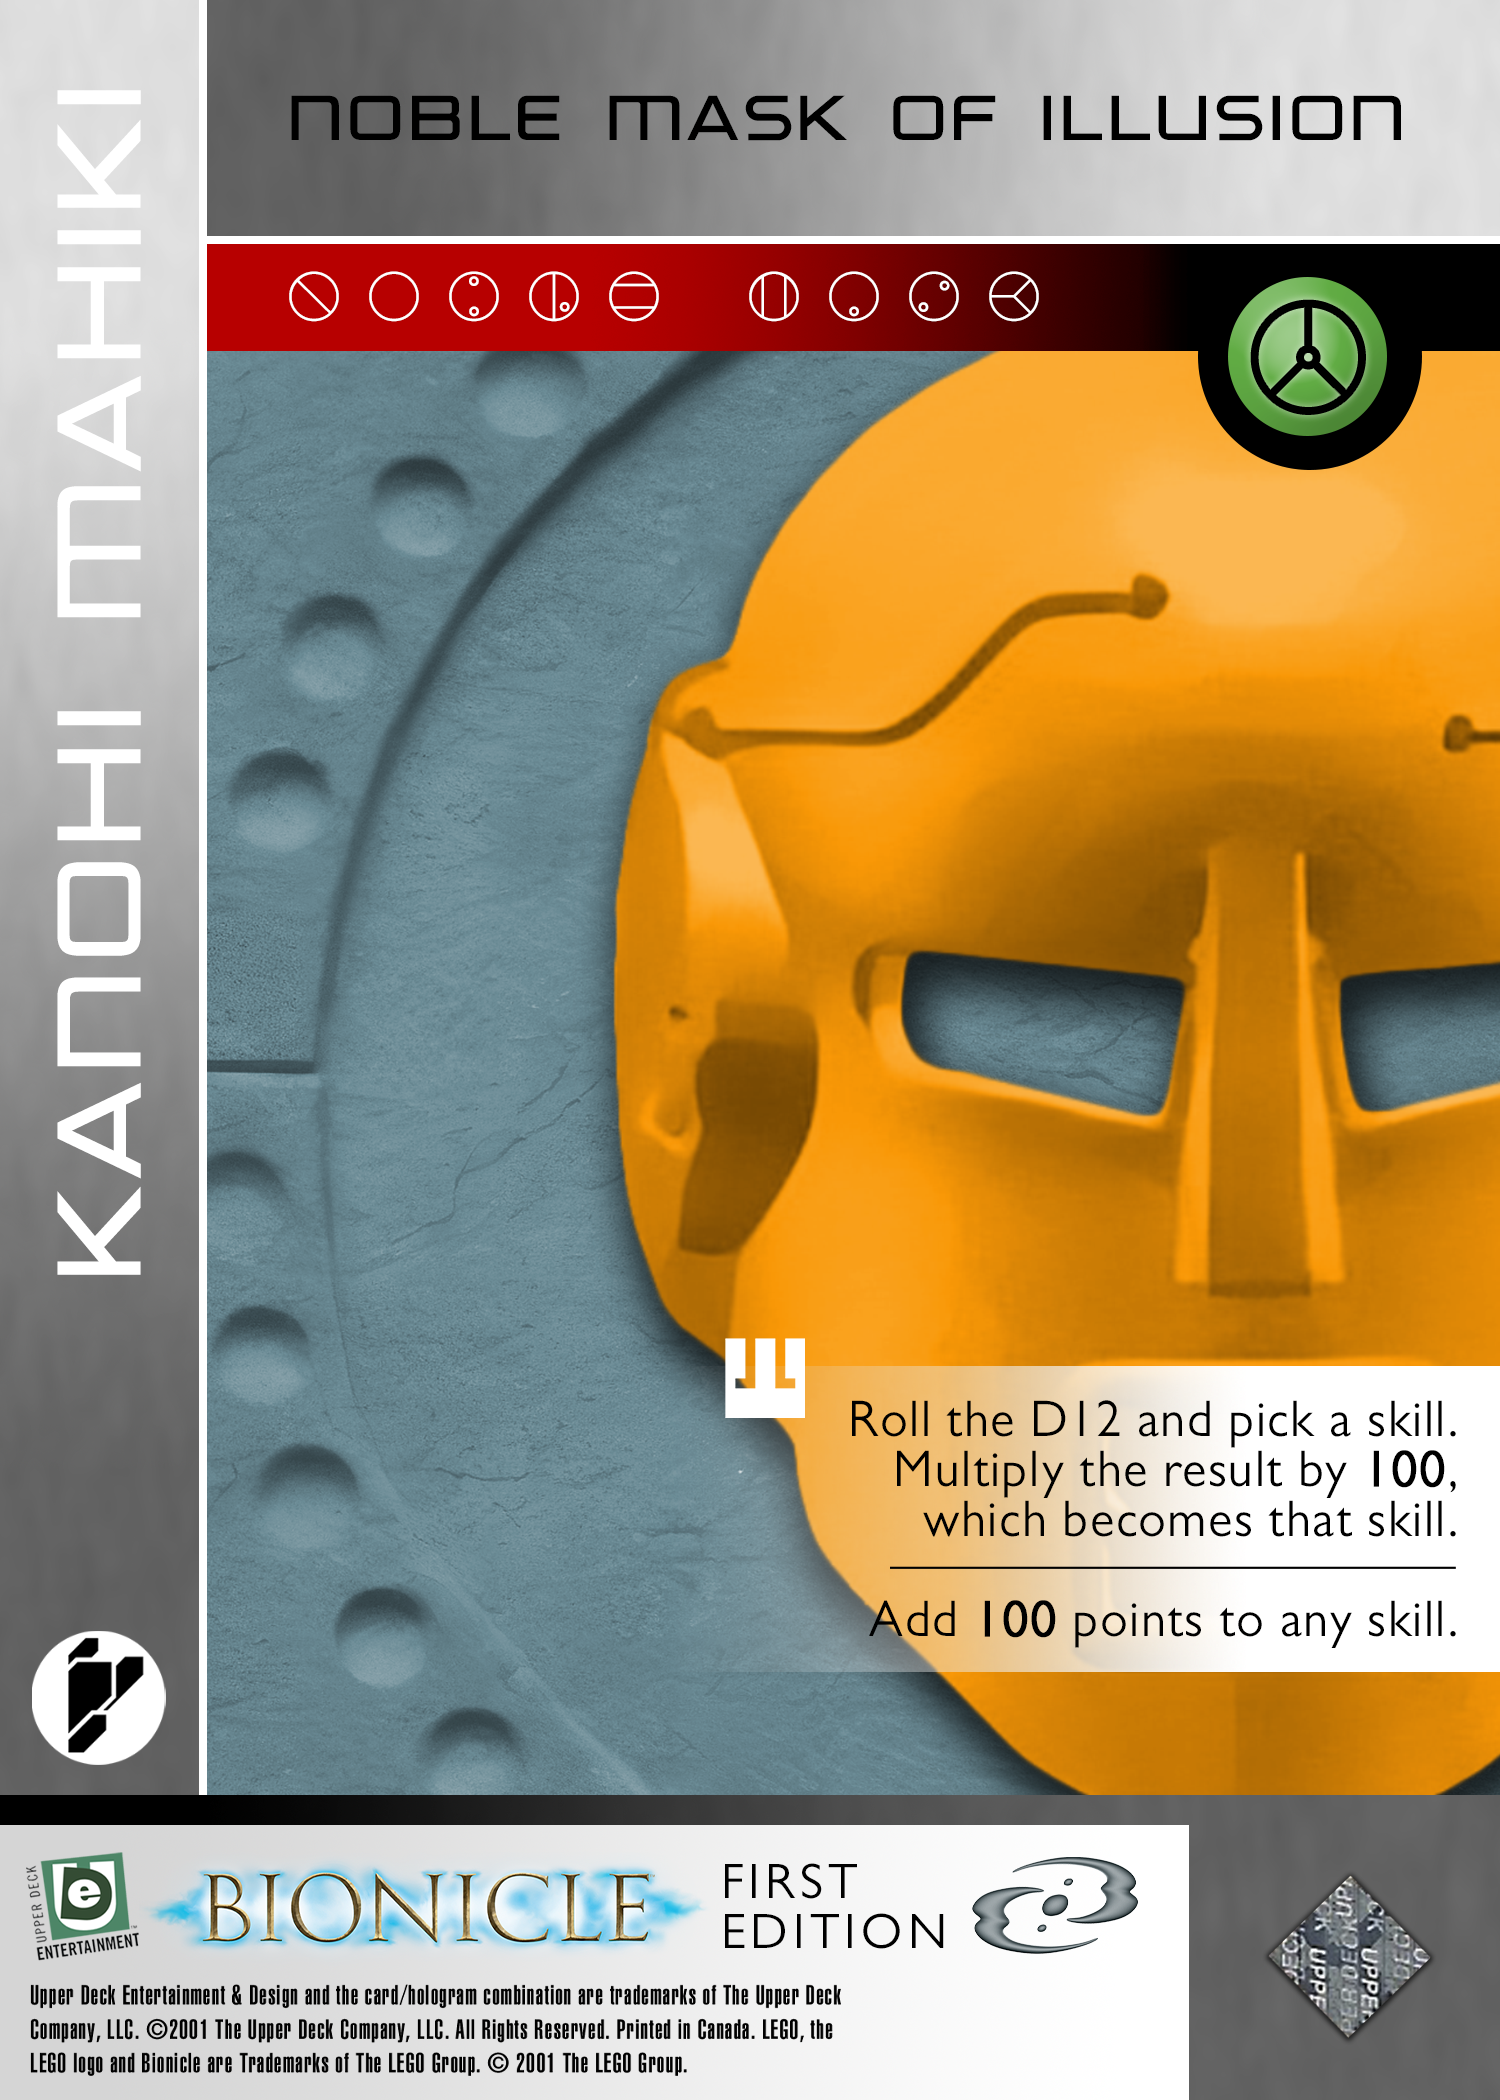 KANOHI MAHIKI
NOBLE MASK OF ILLUSION
Roll the D12 and pick a skill.
Multiply the result by 100,
which becomes that skill.
Add 100 points to any skill.
UPPER DECK
e
ENTERTAINMENT
BIONICLE
FIRST
EDITION
Upper Deck Entertainment & Design and the card/hologram combination are trademarks of The Upper Deck
Company, LLC. ©2001 The Upper Deck Company, LLC. All Rights Reserved. Printed in Canada. LEGO, the
LEGO logo and Bionicle are Trademarks of The LEGO Group. © 2001 The LEGO Group.